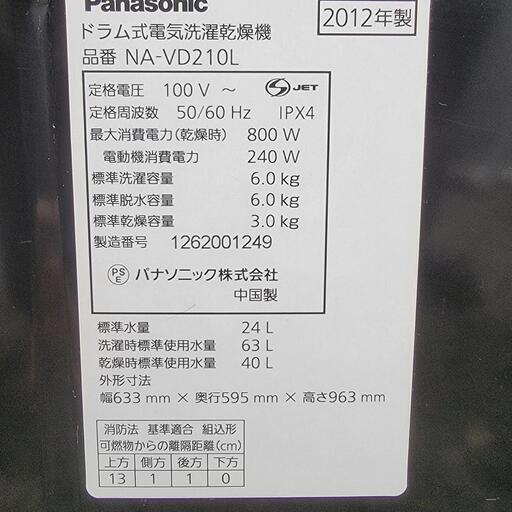 Panasonic
2012年製
ドラム式電気洗濯乾燥機
品番 NA-VD210L
定格電圧 100 V ～
S JET
定格周波数 50/60 Hz IPX4
最大消費電力(乾燥時) 800 W
電動機消費電力 240 W
標準洗濯容量 6.0 kg
標準脱水容量 6.0 kg
標準乾燥容量 3.0 kg
製造番号 1262001249
PSE パナソニック株式会社
中国製
標準水量 24 L
洗濯時標準使用水量 63 L
乾燥時標準使用水量 40 L
外形寸法
幅633 mm × 奥行595 mm × 高さ963 mm
消防法 基準適合 組込形
可燃物からの離隔距離(cm)
上方 側方 後方 下方
13 1 1 0